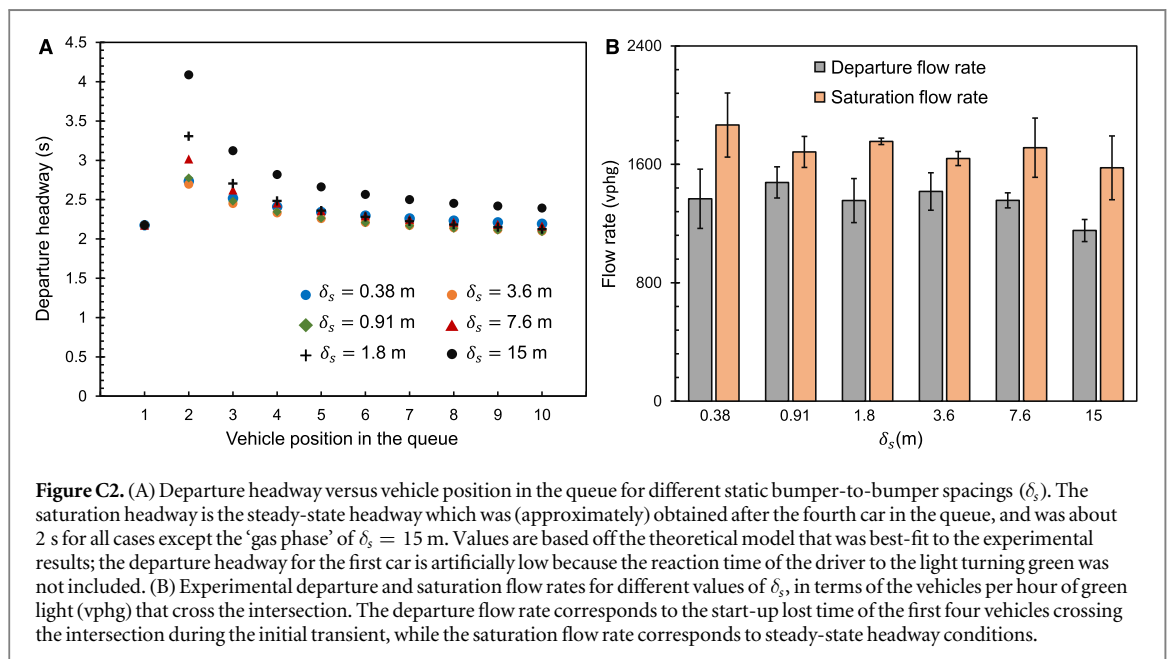 A
4.5
4
3.5
3
2.5
2
1.5
1
0.5
0
Departure headway (s)
δs = 0.38 m
δs = 3.6 m
δs = 0.91 m
δs = 7.6 m
δs = 1.8 m
δs = 15 m
1 2 3 4 5 6 7 8 9 10
Vehicle position in the queue
B
2400
1600
800
0
Flow rate (vphg)
Departure flow rate
Saturation flow rate
0.38 0.91 1.8 3.6 7.6 15
δs(m)
Figure C2. (A) Departure headway versus vehicle position in the queue for different static bumper-to-bumper spacings (δs). The
saturation headway is the steady-state headway which was (approximately) obtained after the fourth car in the queue, and was about
2 s for all cases except the ‘gas phase’ of δs = 15 m. Values are based off the theoretical model that was best-fit to the experimental
results; the departure headway for the first car is artificially low because the reaction time of the driver to the light turning green was
not included. (B) Experimental departure and saturation flow rates for different values of δs, in terms of the vehicles per hour of green
light (vphg) that cross the intersection. The departure flow rate corresponds to the start-up lost time of the first four vehicles crossing
the intersection during the initial transient, while the saturation flow rate corresponds to steady-state headway conditions.